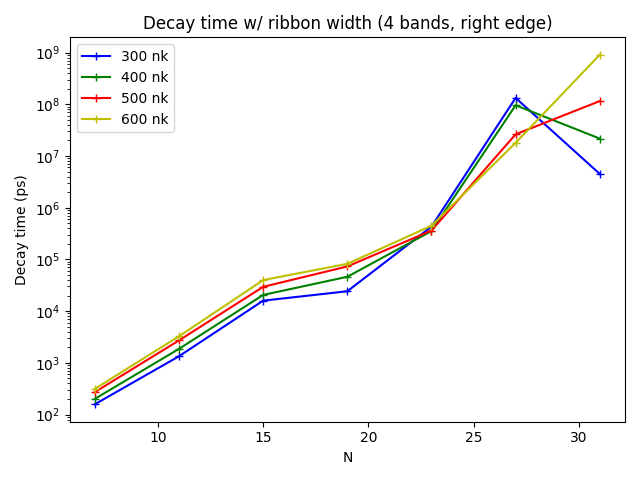 Decay time w/ ribbon width (4 bands, right edge)
300 nk
400 nk
500 nk
600 nk
Decay time (ps)
10⁹
10⁸
10⁷
10⁶
10⁵
10⁴
10³
10²
10 15 20 25 30
N